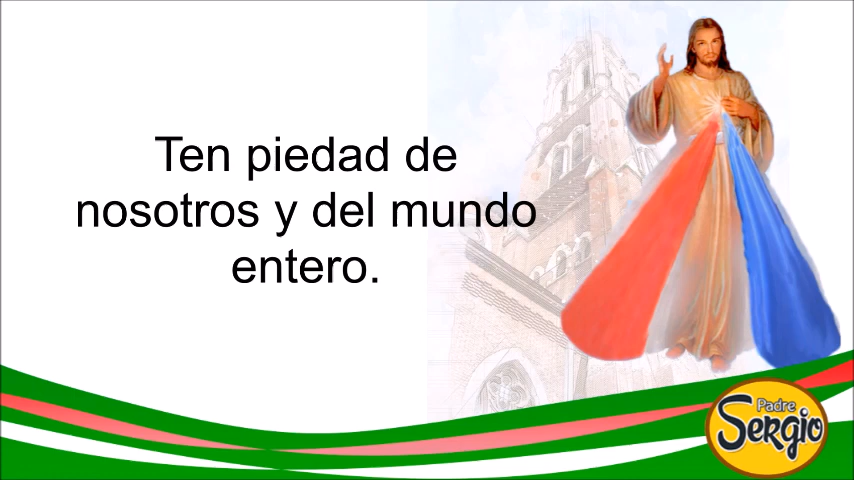 Ten piedad de
nosotros y del mundo
entero.
Padre
Sergio